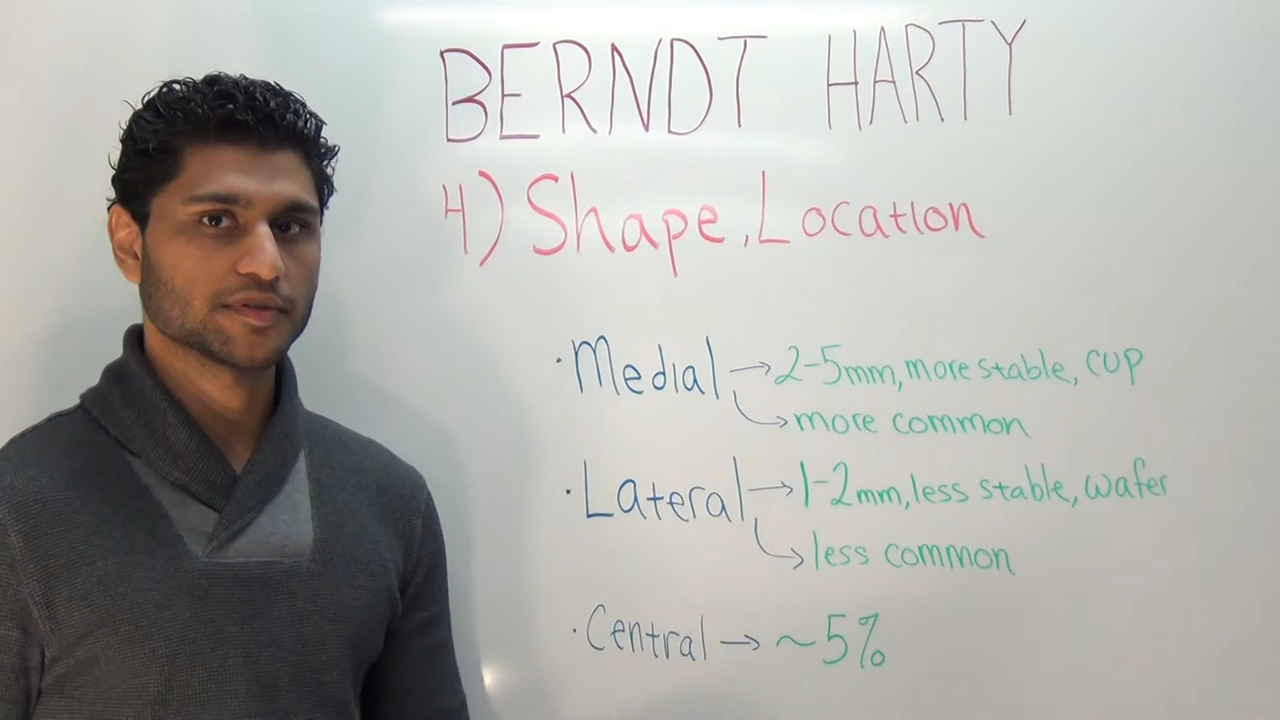 BERNDT HARTY
4) Shape, Location
· Medial → 2-5mm, more stable, cup
→ more common
· Lateral → 1-2mm, less stable, wafer
→ less common
· Central → ~5%